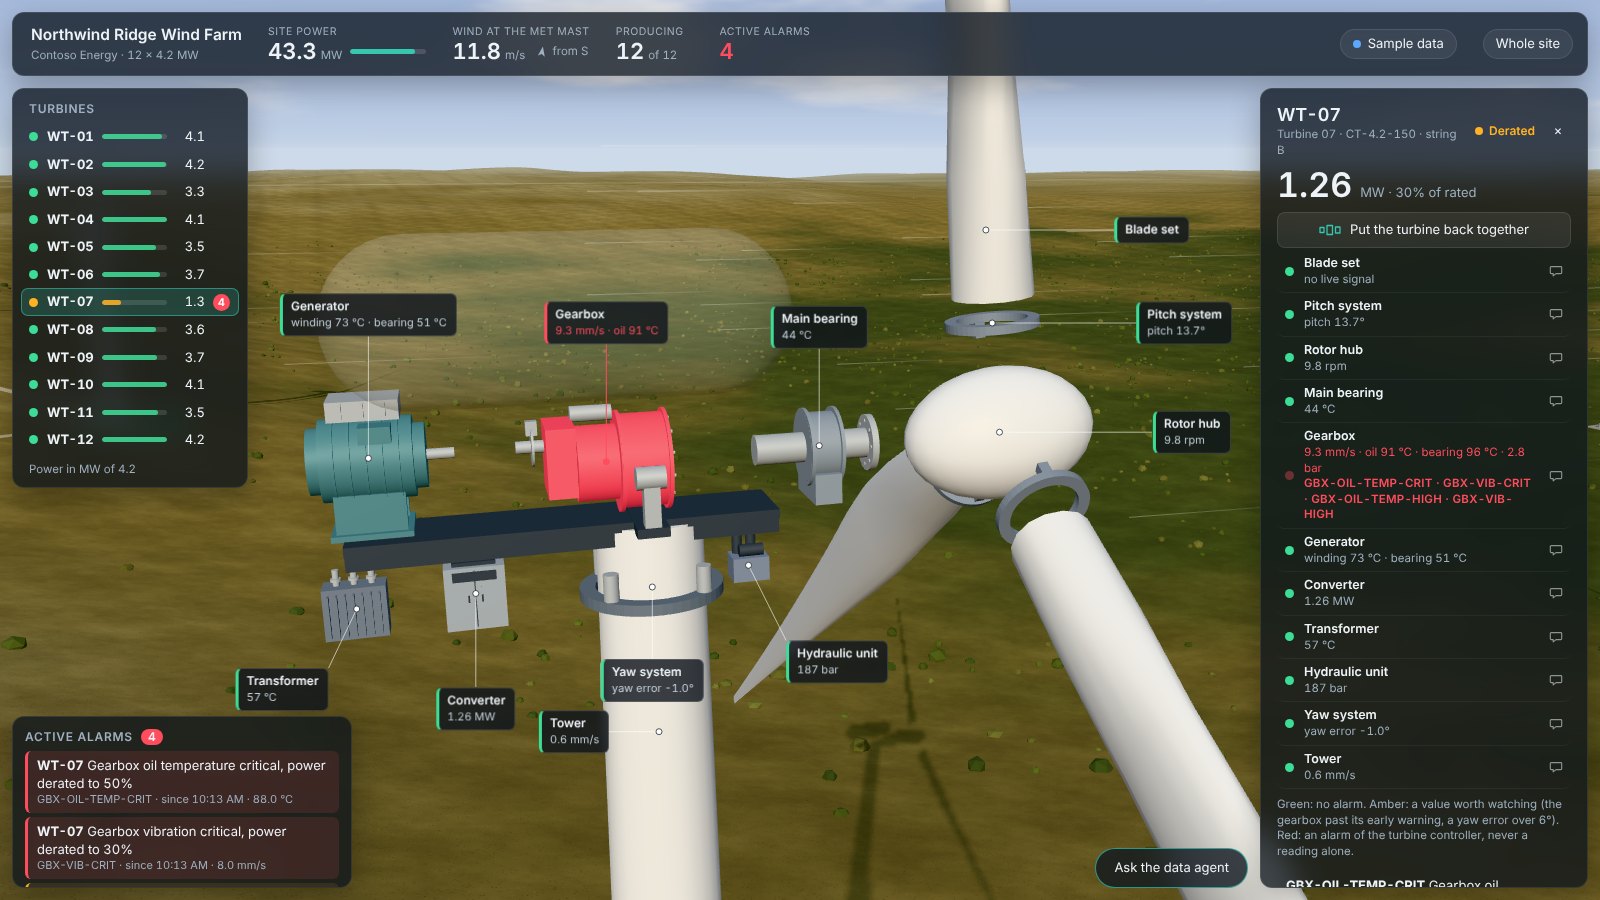 Northwind Ridge Wind Farm
Contoso Energy · 12 × 4.2 MW
SITE POWER
43.3 MW
WIND AT THE MET MAST
11.8 m/s from S
PRODUCING
12 of 12
ACTIVE ALARMS
4
Sample data
Whole site
TURBINES
WT-01 4.1
WT-02 4.2
WT-03 3.3
WT-04 4.1
WT-05 3.5
WT-06 3.7
WT-07 1.3 4
WT-08 3.6
WT-09 3.7
WT-10 4.1
WT-11 3.5
WT-12 4.2
Power in MW of 4.2
Blade set
Generator
winding 73 °C · bearing 51 °C
Gearbox
9.3 mm/s · oil 91 °C
Main bearing
44 °C
Pitch system
pitch 13.7°
Rotor hub
9.8 rpm
Transformer
57 °C
Converter
1.26 MW
Yaw system
yaw error -1.0°
Tower
0.6 mm/s
Hydraulic unit
187 bar
ACTIVE ALARMS 4
WT-07 Gearbox oil temperature critical, power
derated to 50%
GBX-OIL-TEMP-CRIT · since 10:13 AM · 88.0 °C
WT-07 Gearbox vibration critical, power
derated to 30%
GBX-VIB-CRIT · since 10:13 AM · 8.0 mm/s
Ask the data agent
WT-07
Turbine 07 · CT-4.2-150 · string
B
Derated ×
1.26 MW · 30% of rated
Put the turbine back together
Blade set
no live signal
Pitch system
pitch 13.7°
Rotor hub
9.8 rpm
Main bearing
44 °C
Gearbox
9.3 mm/s · oil 91 °C · bearing 96 °C · 2.8
bar
GBX-OIL-TEMP-CRIT · GBX-VIB-CRIT
· GBX-OIL-TEMP-HIGH · GBX-VIB-
HIGH
Generator
winding 73 °C · bearing 51 °C
Converter
1.26 MW
Transformer
57 °C
Hydraulic unit
187 bar
Yaw system
yaw error -1.0°
Tower
0.6 mm/s
Green: no alarm. Amber: a value worth watching (the
gearbox past its early warning, a yaw error over 6°).
Red: an alarm of the turbine controller, never a
reading alone.
GBX-OIL-TEMP-CRIT Gearbox oil